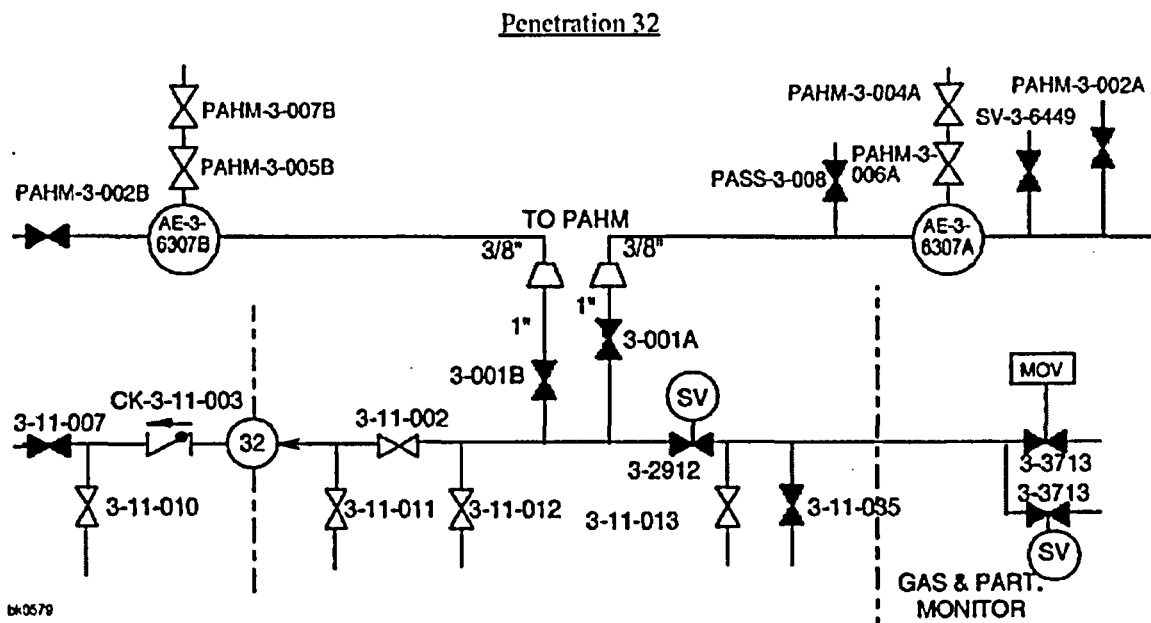 Penetration 32
PAHM-3-007B
PAHM-3-005B
PAHM-3-002B
AE-3-
6307B
TO PAHM
3/8"
3/8"
1"
1"
3-001A
3-001B
PAHM-3-004A
PAHM-3-002A
SV-3-6449
PAHM-3-
006A
PASS-3-008
AE-3-
6307A
CK-3-11-003
3-11-007
32
3-11-002
SV
3-2912
MOV
3-3713
3-3713
SV
3-11-010
3-11-011
3-11-012
3-11-013
3-11-035
GAS & PART.
MONITOR
bk0579